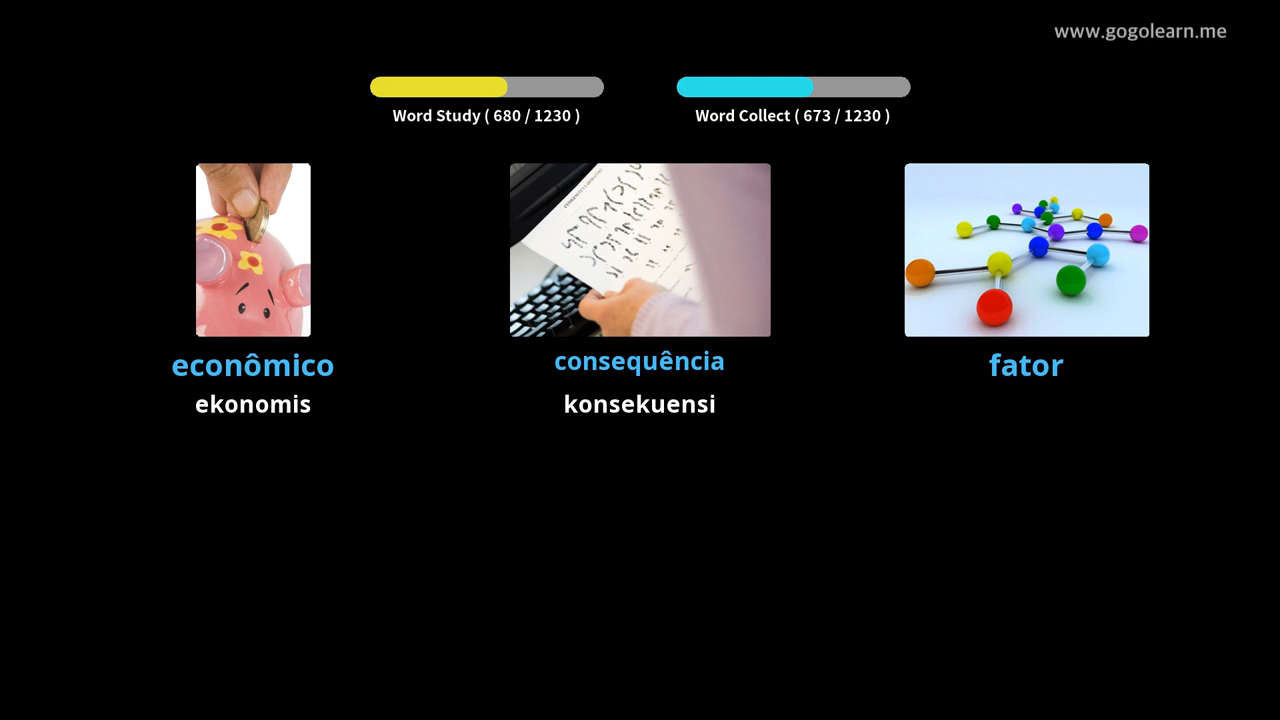 www.gogolearn.me
Word Study ( 680 / 1230 )
Word Collect ( 673 / 1230 )
econômico
consequência
fator
ekonomis
konsekuensi